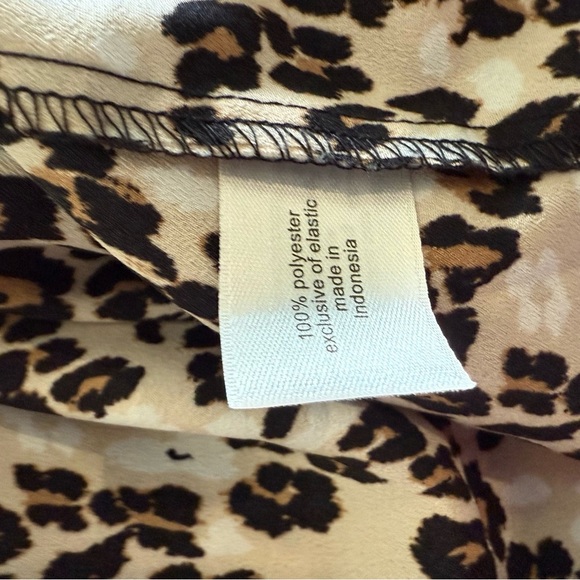 100% polyester
exclusive of elastic
made in
Indonesia